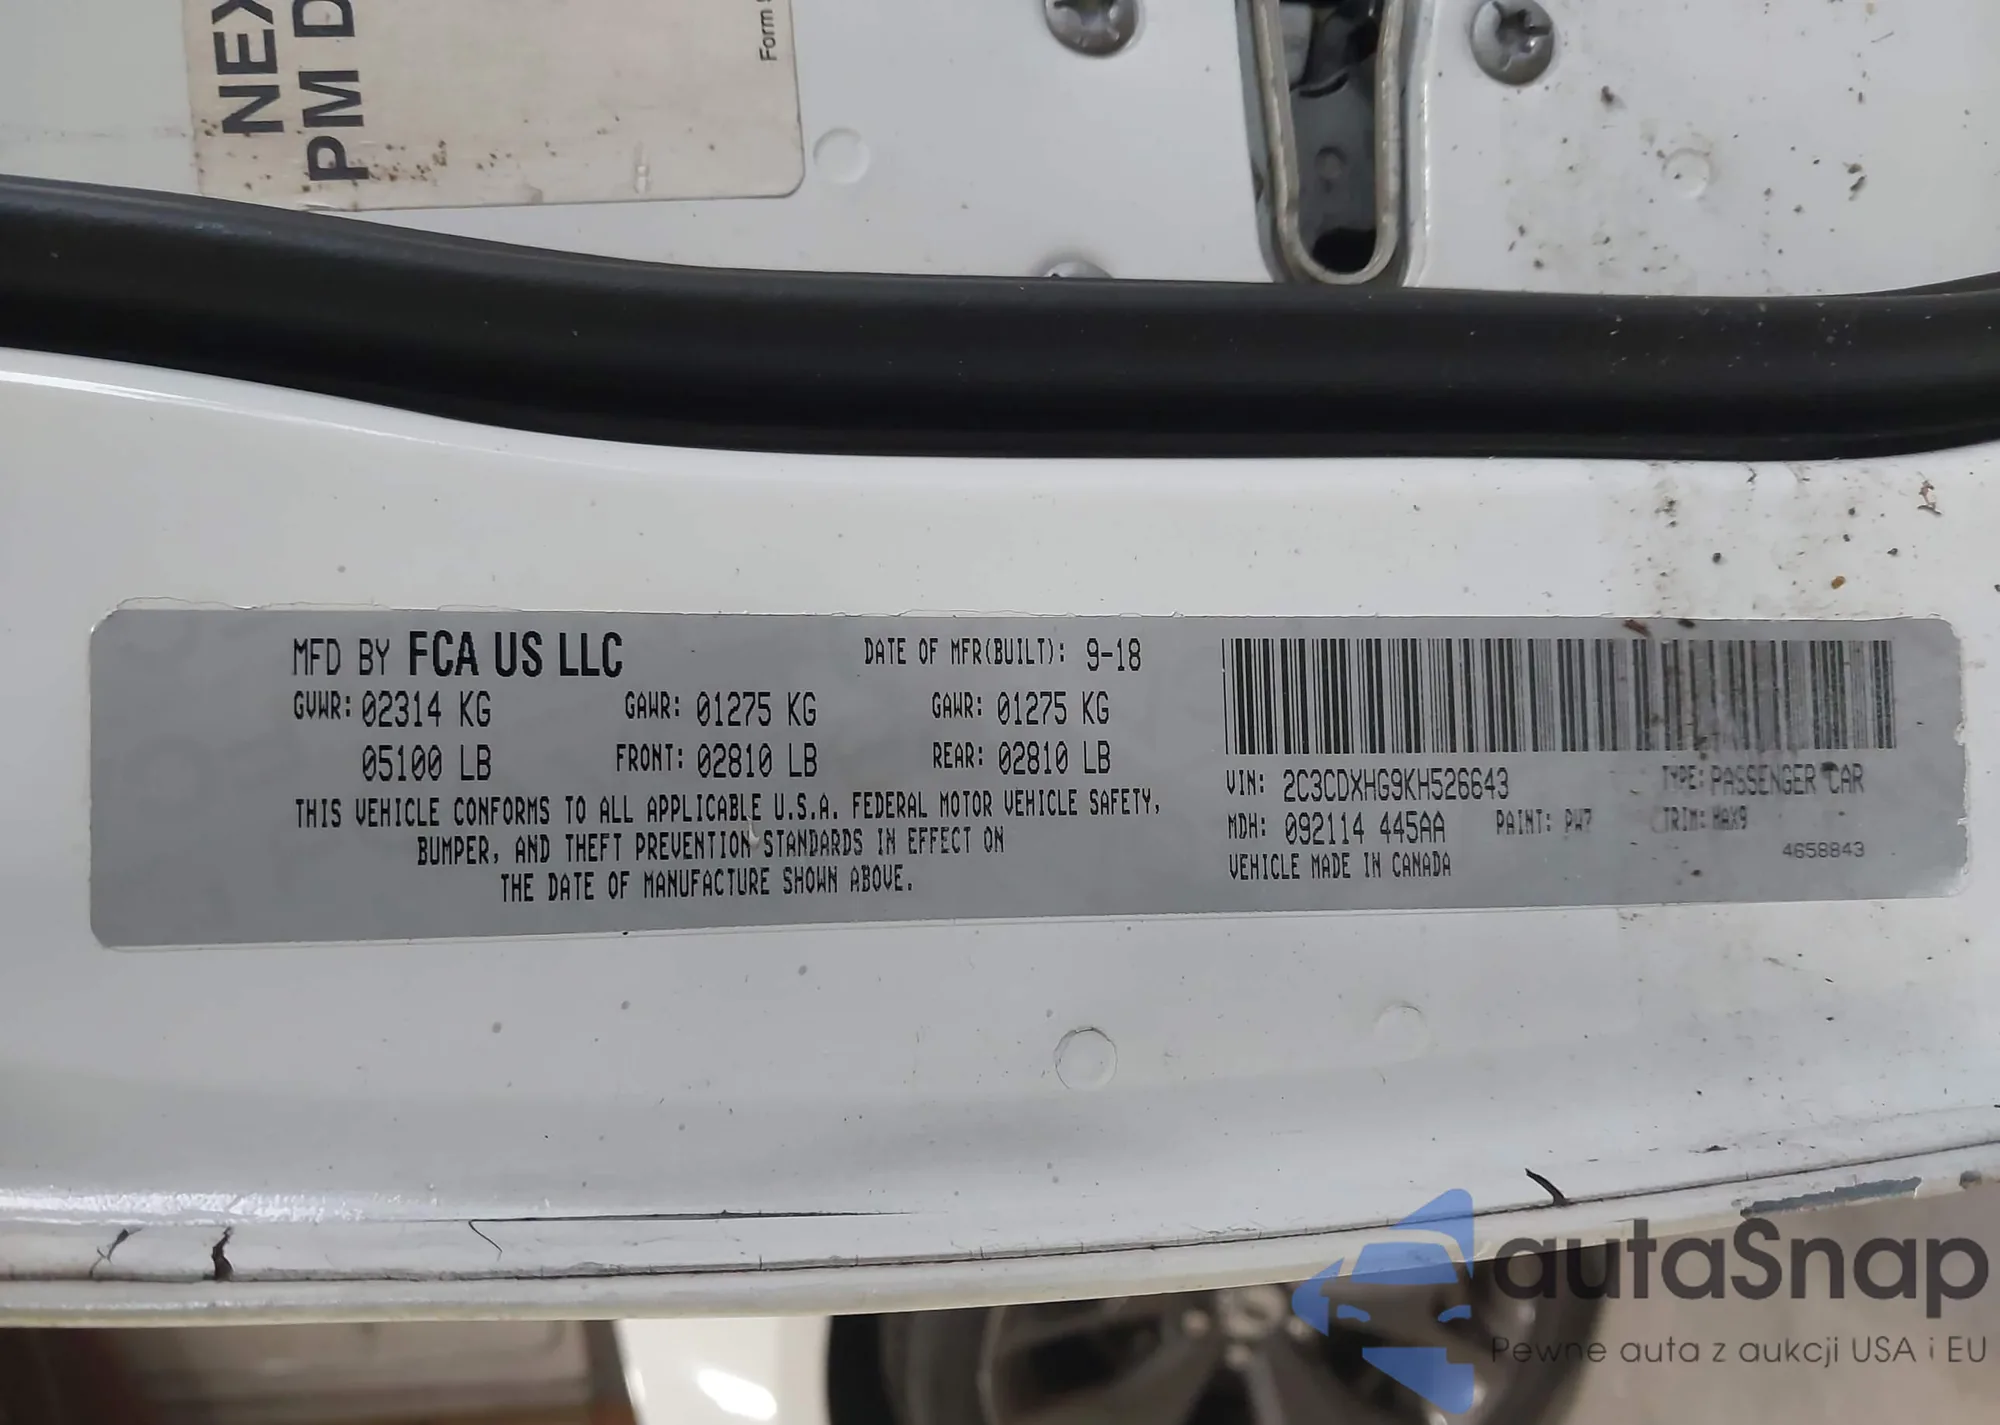 NEX
PM D
Form
MFD BY FCA US LLC DATE OF MFR(BUILT): 9-18
GVWR: 02314 KG GAWR: 01275 KG GAWR: 01275 KG
05100 LB FRONT: 02810 LB REAR: 02810 LB
THIS VEHICLE CONFORMS TO ALL APPLICABLE U.S.A. FEDERAL MOTOR VEHICLE SAFETY,
BUMPER, AND THEFT PREVENTION STANDARDS IN EFFECT ON
THE DATE OF MANUFACTURE SHOWN ABOVE.
VIN: 2C3CDXHG9KH526643 TYPE: PASSENGER CAR
MDH: 092114 445AA PAINT: PW7 TRIM: HAX9
VEHICLE MADE IN CANADA 4658843
autoSnap
Pewne auta z aukcji USA i EU